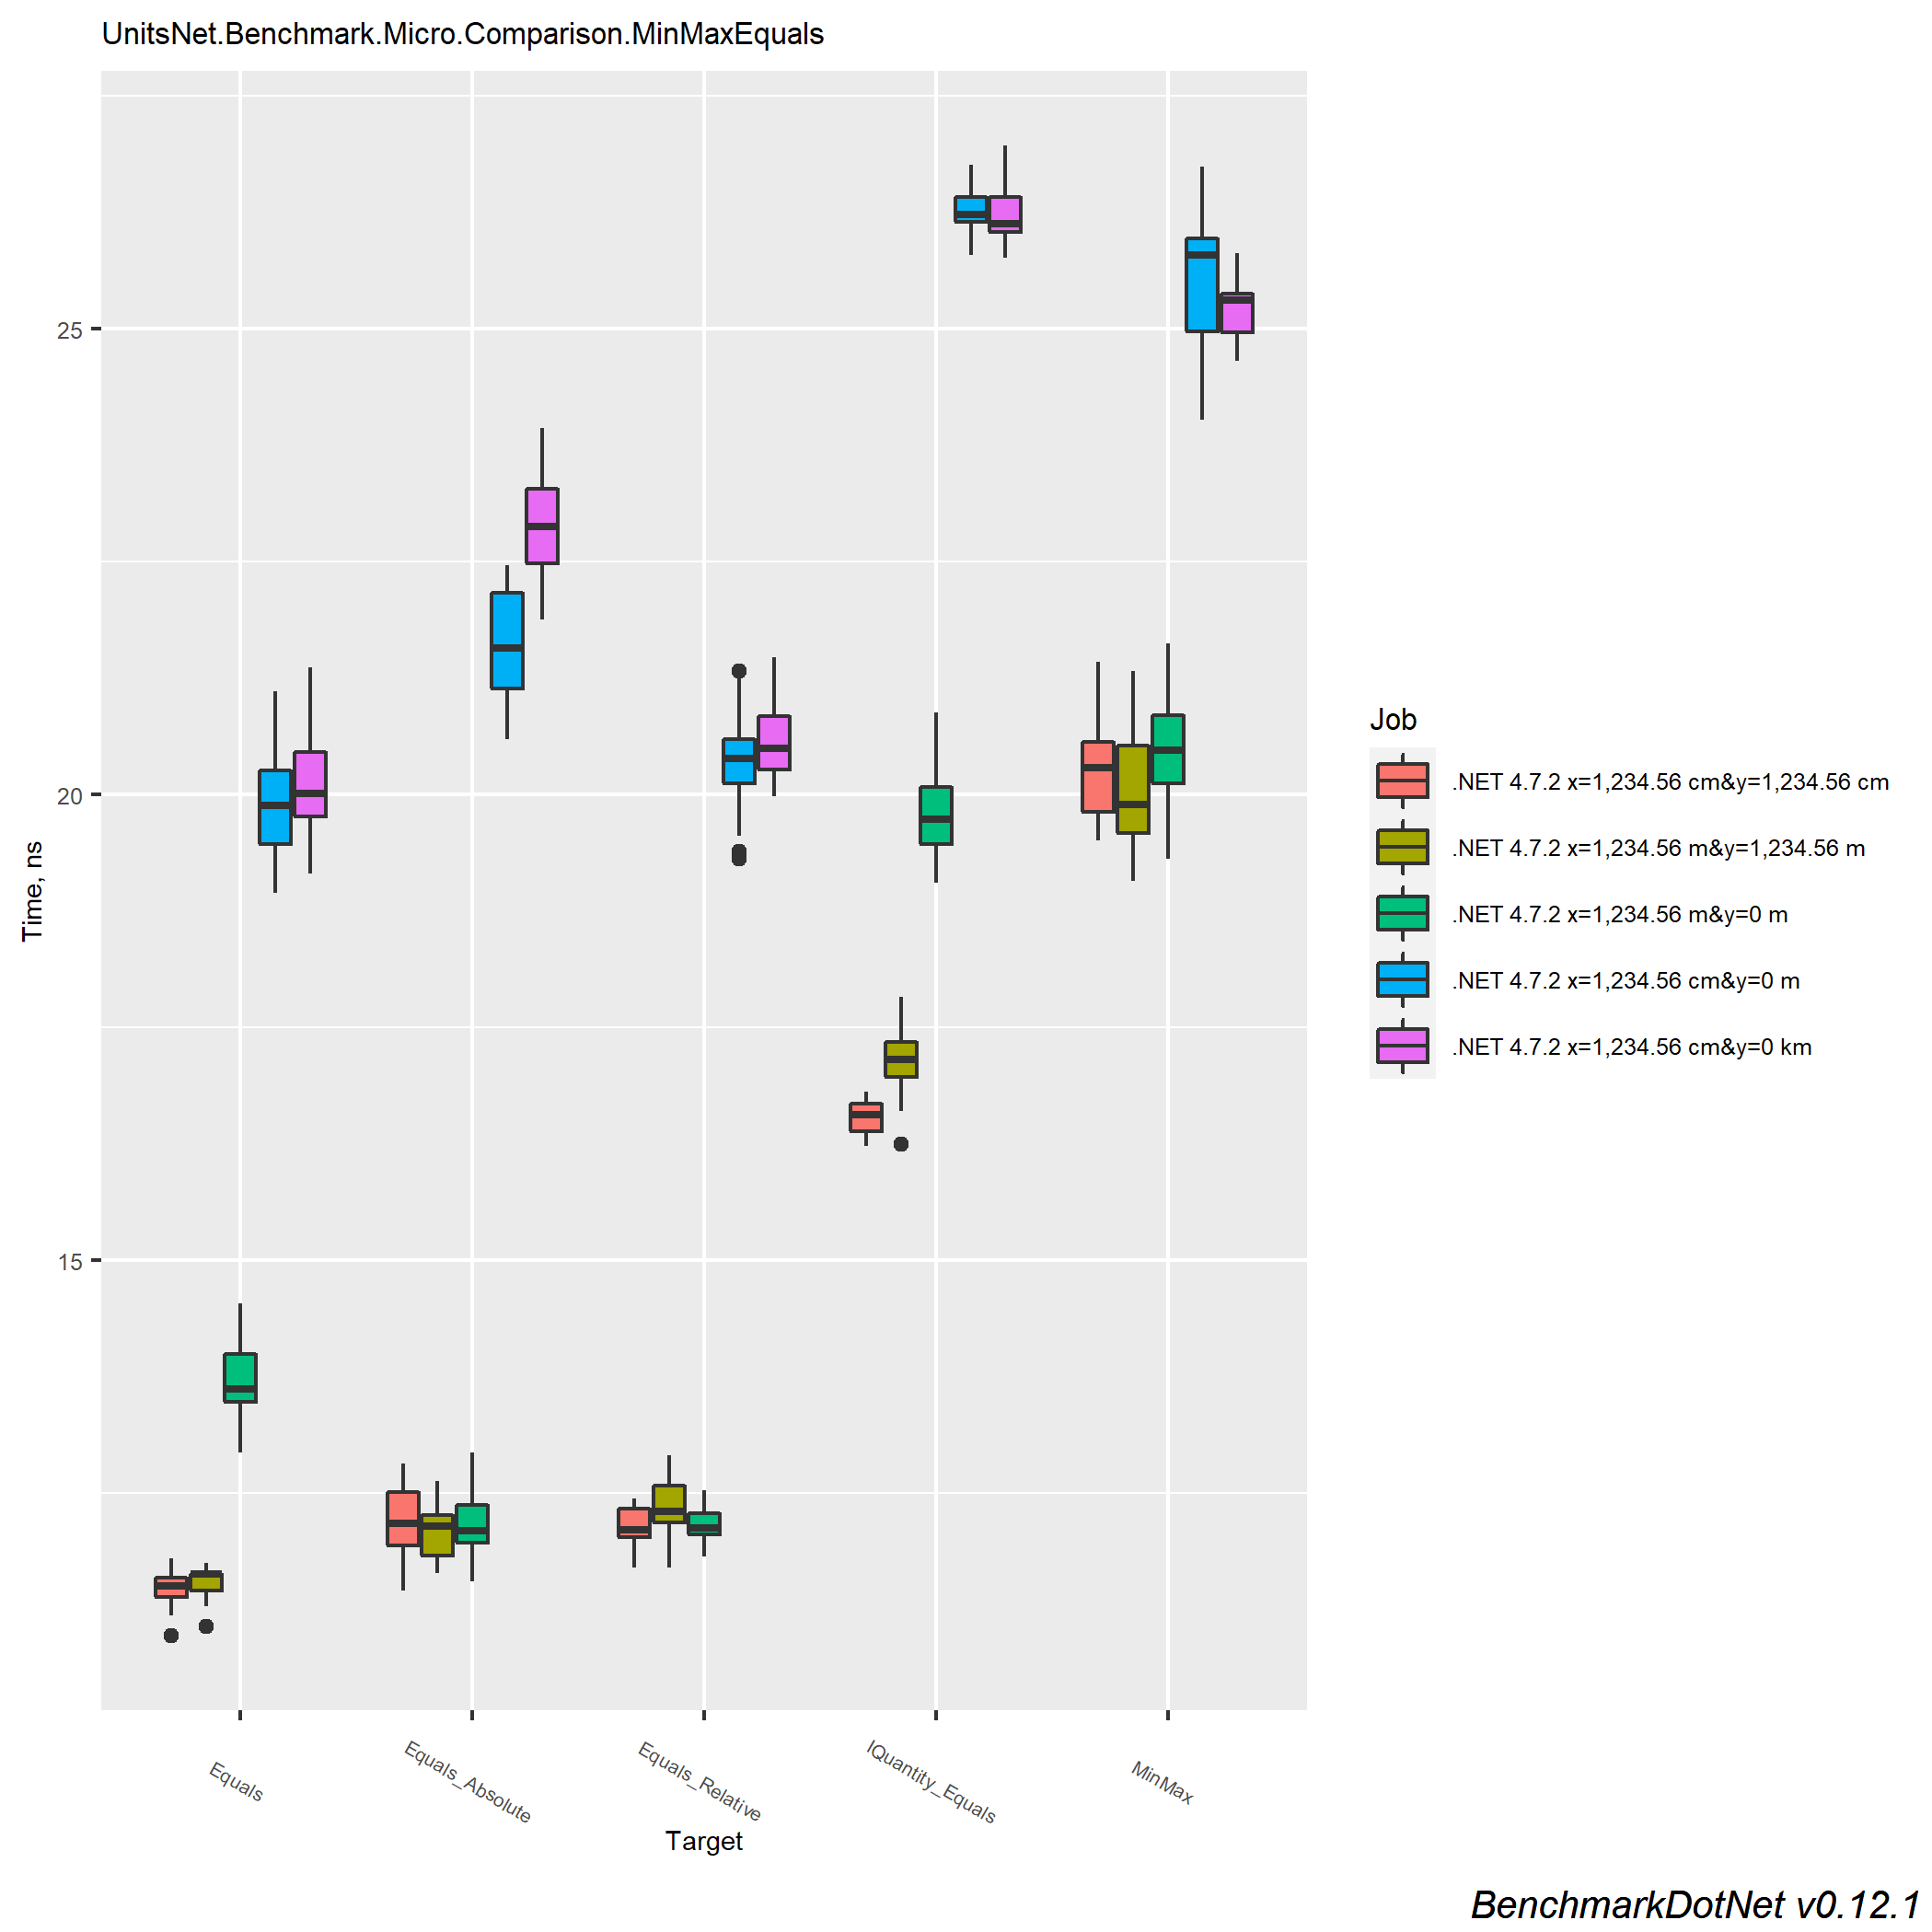 UnitsNet.Benchmark.Micro.Comparison.MinMaxEquals
25
20
15
Time, ns
Equals
Equals_Absolute
Equals_Relative
IQuantity_Equals
MinMax
Target
Job
.NET 4.7.2 x=1,234.56 cm&y=1,234.56 cm
.NET 4.7.2 x=1,234.56 m&y=1,234.56 m
.NET 4.7.2 x=1,234.56 m&y=0 m
.NET 4.7.2 x=1,234.56 cm&y=0 m
.NET 4.7.2 x=1,234.56 cm&y=0 km
BenchmarkDotNet v0.12.1